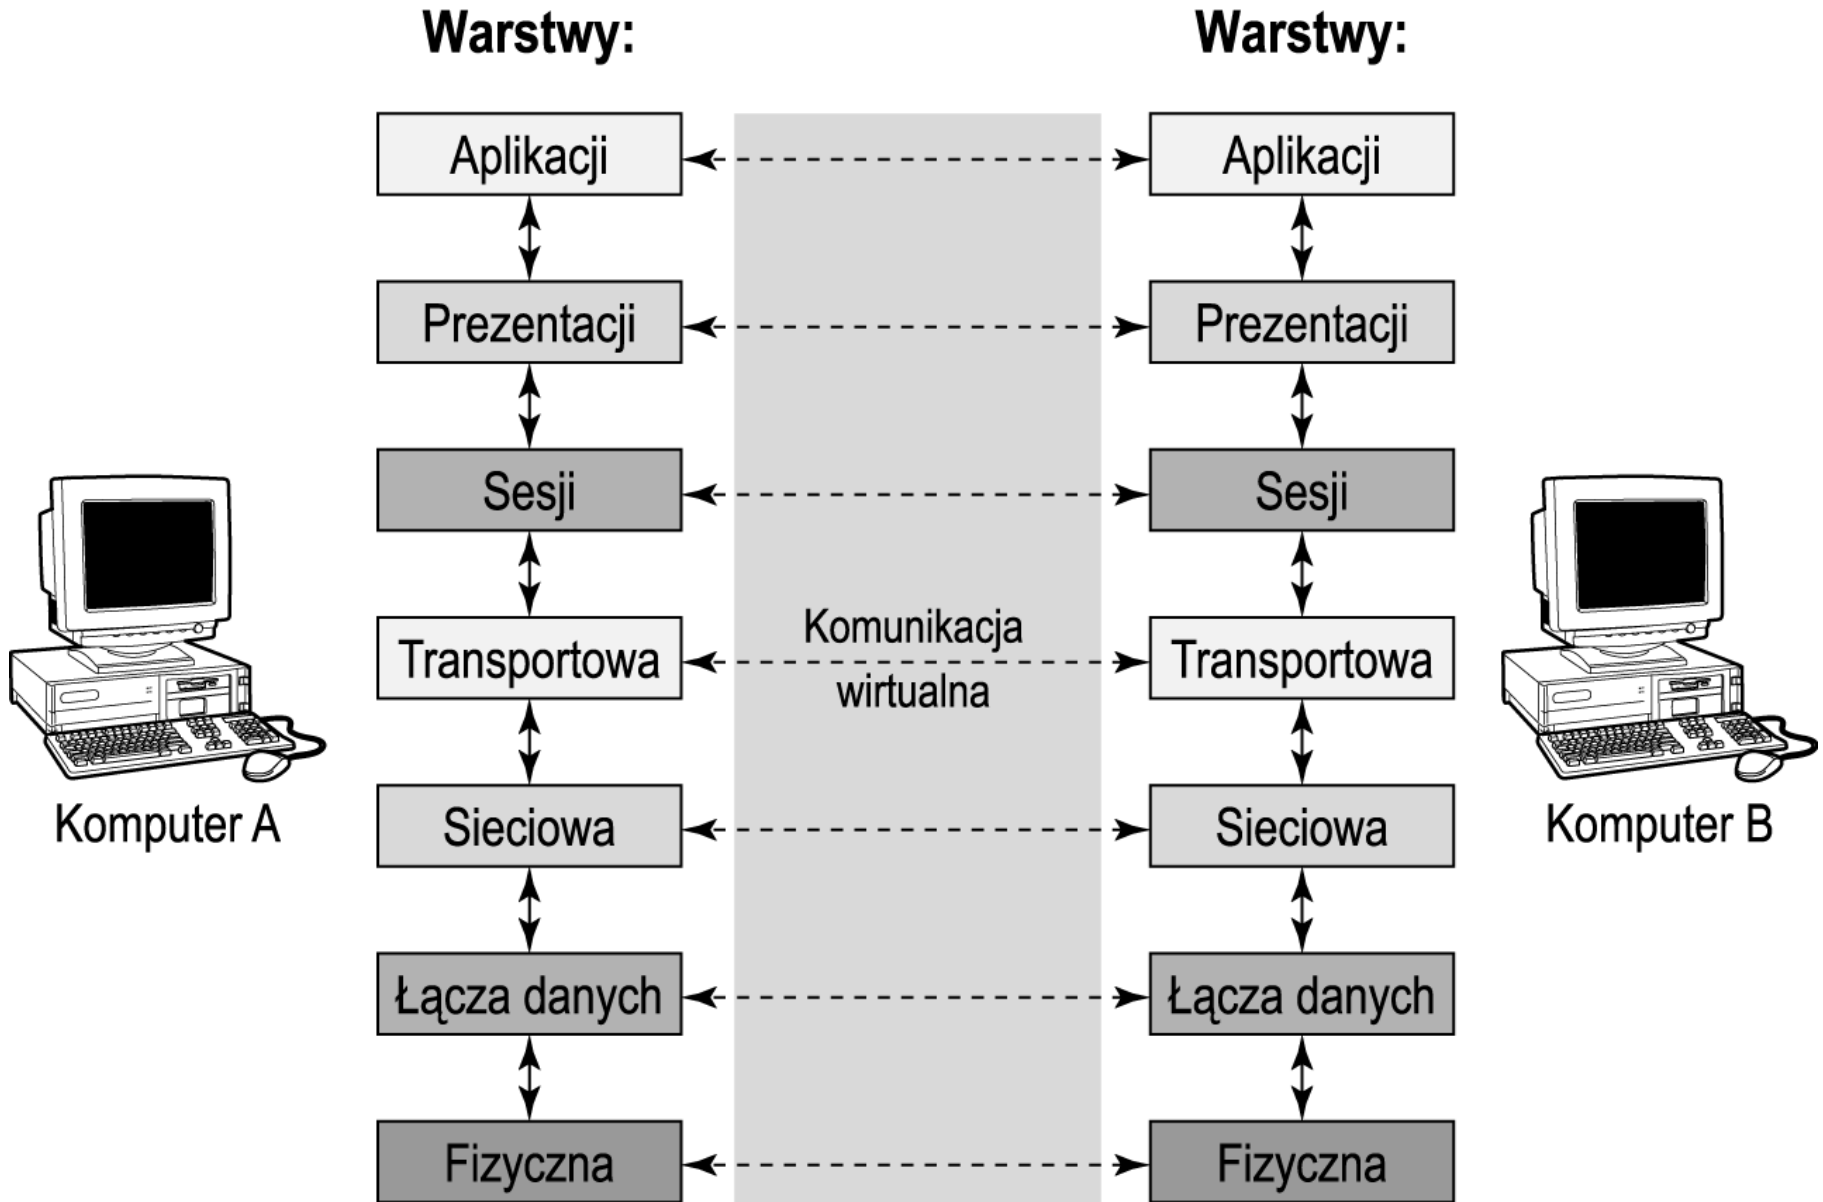 Warstwy:
Warstwy:
Aplikacji
Aplikacji
Prezentacji
Prezentacji
Sesji
Sesji
Komunikacja
wirtualna
Transportowa
Transportowa
Sieciowa
Sieciowa
Komputer A
Komputer B
Łącza danych
Łącza danych
Fizyczna
Fizyczna